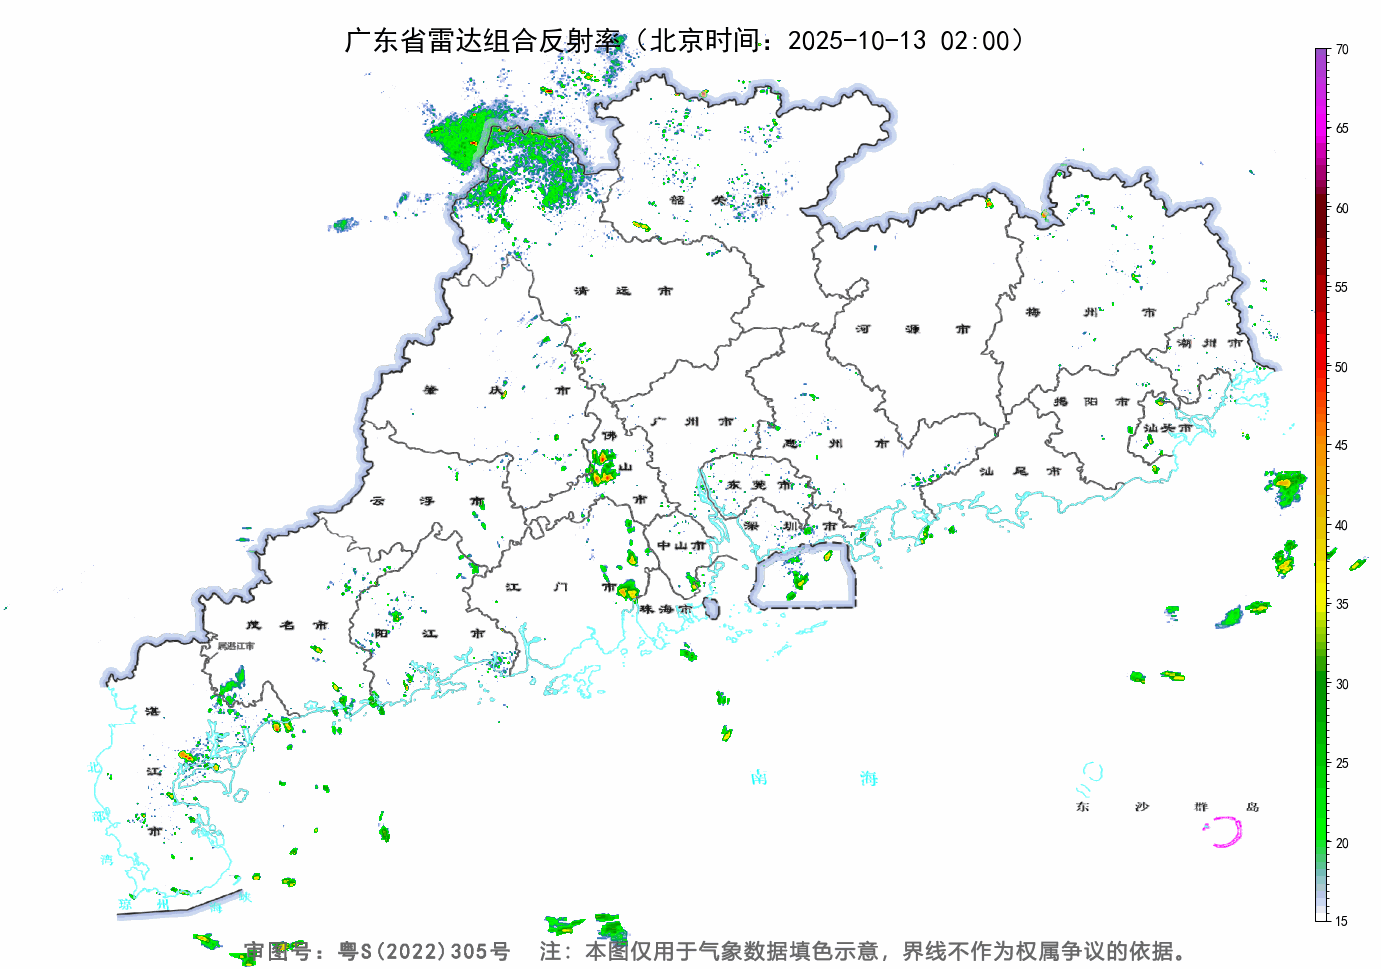 广东省雷达组合反射率（北京时间：2025-10-13 02:00）
70
65
60
55
50
45
40
35
30
25
20
15
韶关市
清远市
河源市
梅州市
潮州市
肇庆市
广州市
惠州市
揭阳市
汕头市
佛山市
云浮市
东莞市
汕尾市
深圳市
中山市
江门市
珠海市
茂名市
阳江市
属湛江市
湛江市
北部湾
南海
东沙群岛
琼州海峡
审图号：粤S(2022)305号 注：本图仅用于气象数据填色示意，界线不作为权属争议的依据。